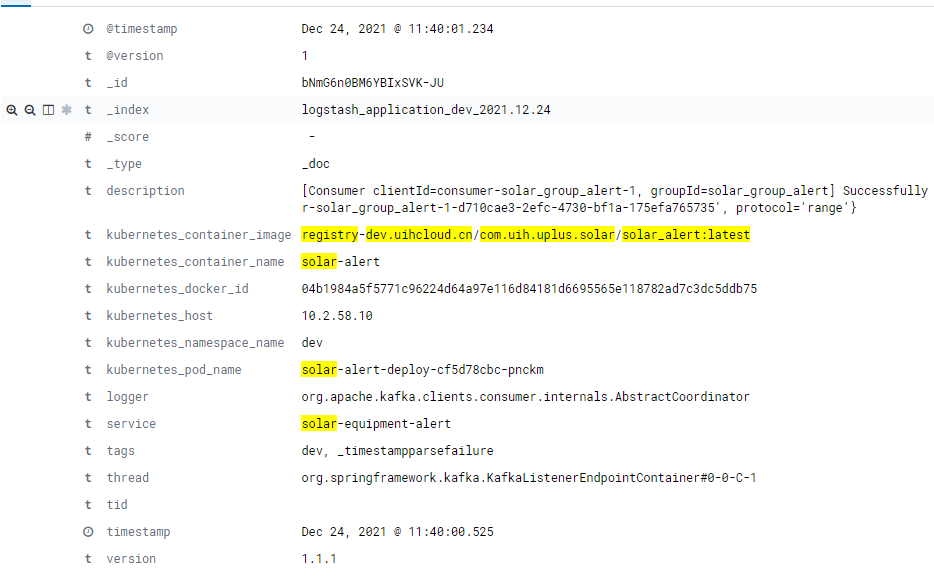 @timestamp Dec 24, 2021 @ 11:40:01.234
t @version 1
t _id bNmG6n0BM6YBIxSVK-JU
t _index logstash_application_dev_2021.12.24
# _score -
t _type _doc
t description [Consumer clientId=consumer-solar_group_alert-1, groupId=solar_group_alert] Successfully
r-solar_group_alert-1-d710cae3-2efc-4730-bf1a-175efa765735', protocol='range'}
t kubernetes_container_image registry-dev.uihcloud.cn/com.uih.uplus.solar/solar_alert:latest
t kubernetes_container_name solar-alert
t kubernetes_docker_id 04b1984a5f5771c96224d64a97e116d84181d6695565e118782ad7c3dc5ddb75
t kubernetes_host 10.2.58.10
t kubernetes_namespace_name dev
t kubernetes_pod_name solar-alert-deploy-cf5d78cbc-pnckm
t logger org.apache.kafka.clients.consumer.internals.AbstractCoordinator
t service solar-equipment-alert
t tags dev, _timestampparsefailure
t thread org.springframework.kafka.KafkaListenerEndpointContainer#0-0-C-1
t tid
timestamp Dec 24, 2021 @ 11:40:00.525
t version 1.1.1